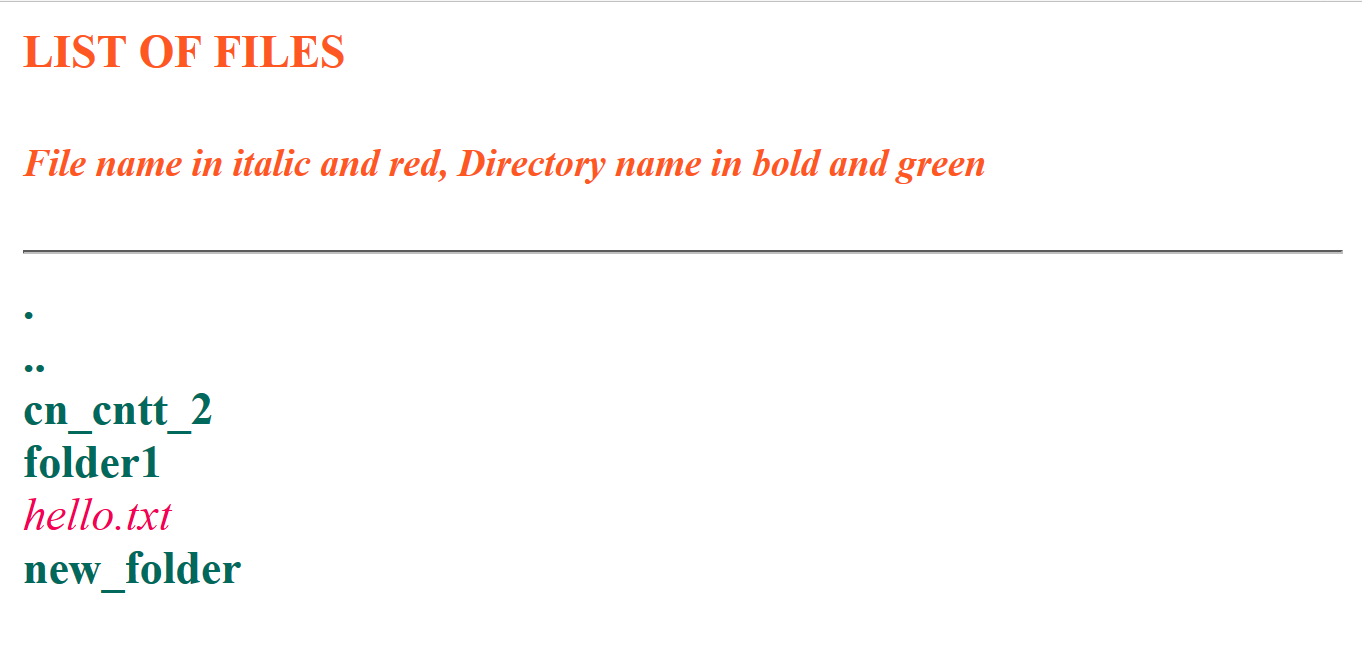 LIST OF FILES
File name in italic and red, Directory name in bold and green
.
..
cn_cntt_2
folder1
hello.txt
new_folder